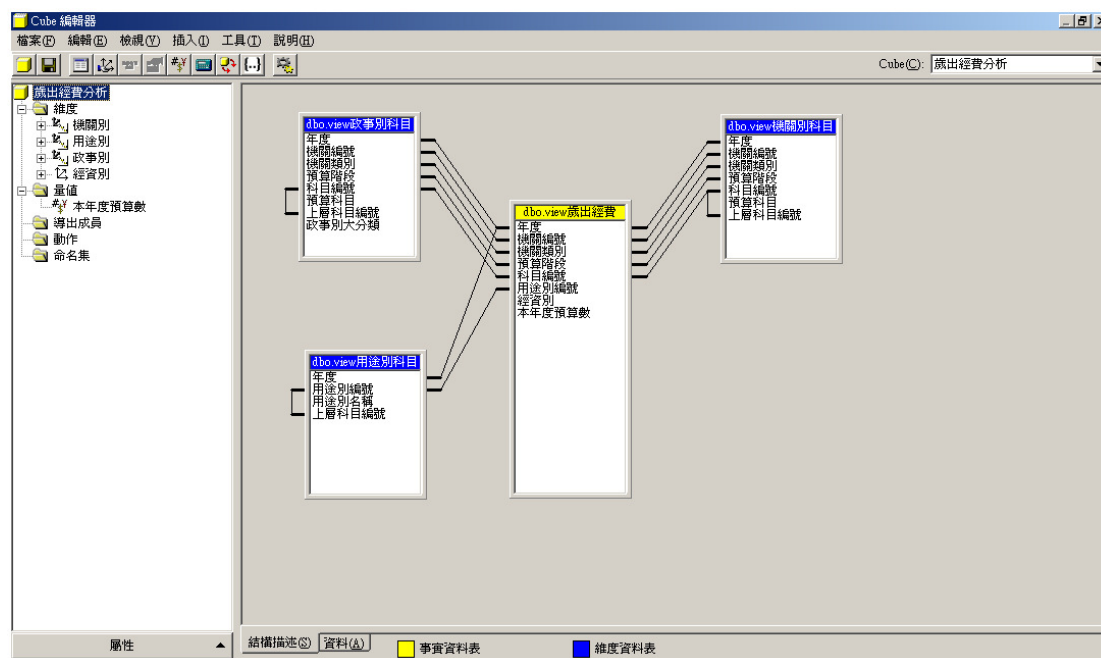 Cube 編輯器
檔案(F) 編輯(E) 檢視(V) 插入(I) 工具(T) 說明(H)
Cube(C): 歲出經費分析
歲出經費分析
維度
機關別
用途別
政事別
經資別
量值
本年度預算數
導出成員
動作
命名集
dbo.view政事別科目
年度
機關編號
機關類別
預算階段
科目編號
預算科目
上層科目編號
政事別大分類
dbo.view用途別科目
年度
用途別編號
用途別名稱
上層科目編號
dbo.view歲出經費
年度
機關編號
機關類別
預算階段
科目編號
用途別編號
經資別
本年度預算數
dbo.view機關別科目
年度
機關編號
機關類別
預算階段
科目編號
預算科目
上層科目編號
屬性
結構描述(S) 資料(A) 事實資料表 維度資料表